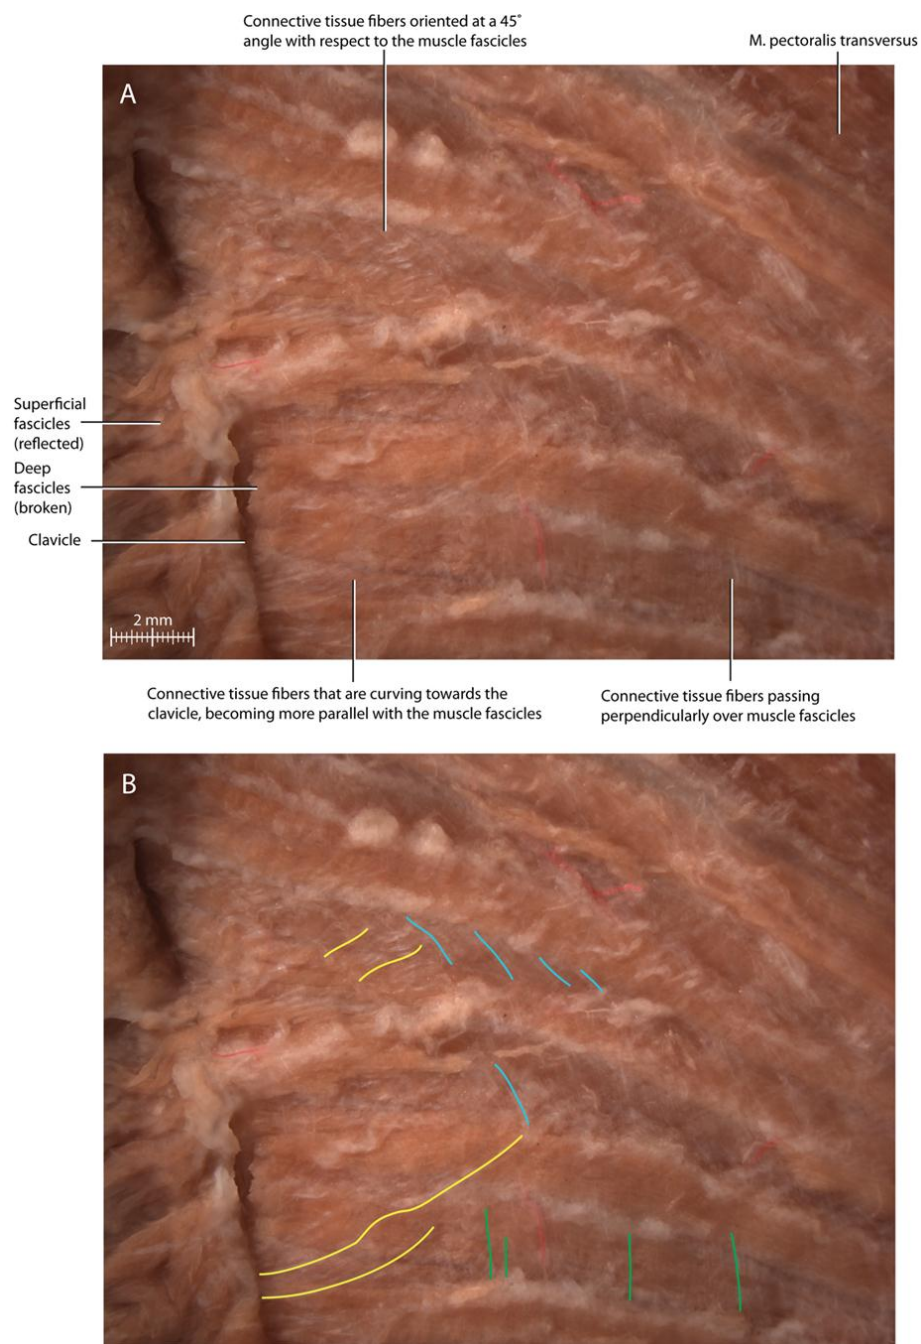 Connective tissue fibers oriented at a 45°
angle with respect to the muscle fascicles
M. pectoralis transversus
A
Superficial
fascicles
(reflected)
Deep
fascicles
(broken)
Clavicle
2 mm
Connective tissue fibers that are curving towards the
clavicle, becoming more parallel with the muscle fascicles
Connective tissue fibers passing
perpendicularly over muscle fascicles
B